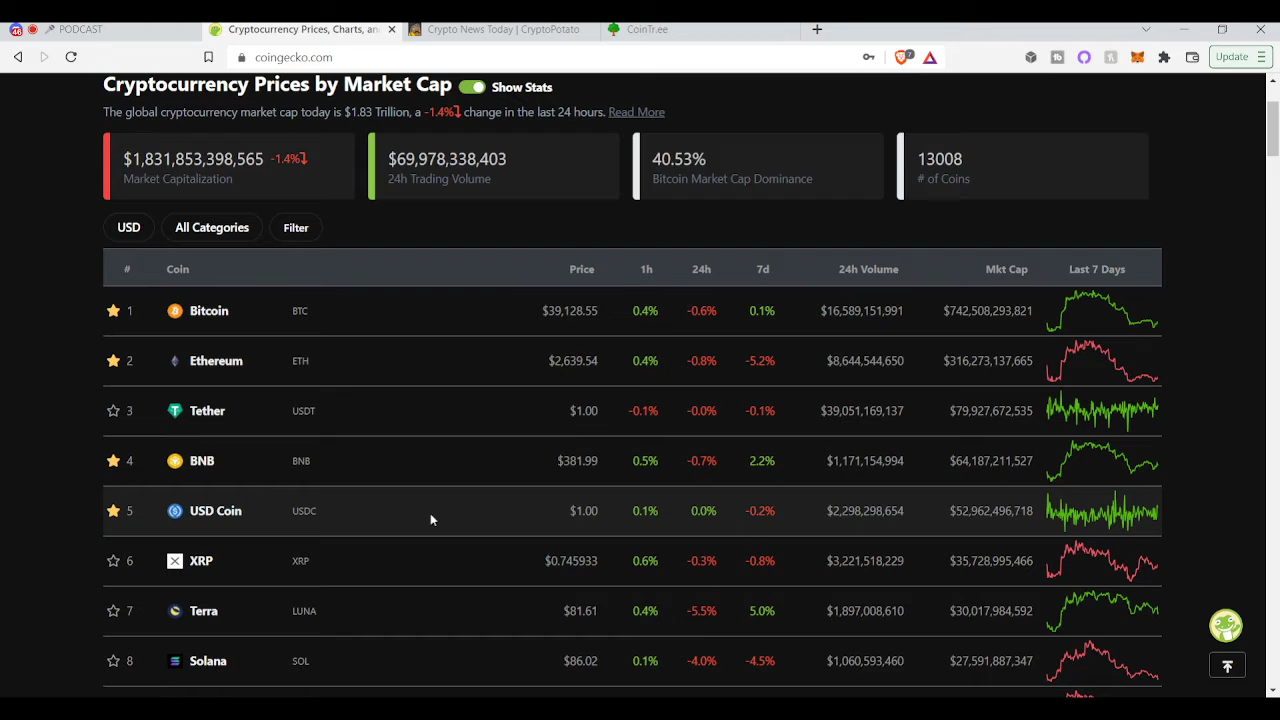 46 PODCAST Cryptocurrency Prices, Charts, an Crypto News Today | CryptoPotato CoinTr.ee
coingecko.com 7 Update
Cryptocurrency Prices by Market Cap Show Stats
The global cryptocurrency market cap today is $1.83 Trillion, a -1.4% change in the last 24 hours. Read More
$1,831,853,398,565 -1.4% $69,978,338,403 40.53% 13008
Market Capitalization 24h Trading Volume Bitcoin Market Cap Dominance # of Coins
USD All Categories Filter
# Coin Price 1h 24h 7d 24h Volume Mkt Cap Last 7 Days
1 Bitcoin BTC $39,128.55 0.4% -0.6% 0.1% $16,589,151,991 $742,508,293,821
2 Ethereum ETH $2,639.54 0.4% -0.8% -5.2% $8,644,544,650 $316,273,137,665
3 Tether USDT $1.00 -0.1% -0.0% -0.1% $39,051,169,137 $79,927,672,535
4 BNB BNB $381.99 0.5% -0.7% 2.2% $1,171,154,994 $64,187,211,527
5 USD Coin USDC $1.00 0.1% 0.0% -0.2% $2,298,298,654 $52,962,496,718
6 XRP XRP $0.745933 0.6% -0.3% -0.8% $3,221,518,229 $35,728,995,466
7 Terra LUNA $81.61 0.4% -5.5% 5.0% $1,897,008,610 $30,017,984,592
8 Solana SOL $86.02 0.1% -4.0% -4.5% $1,060,593,460 $27,591,887,347